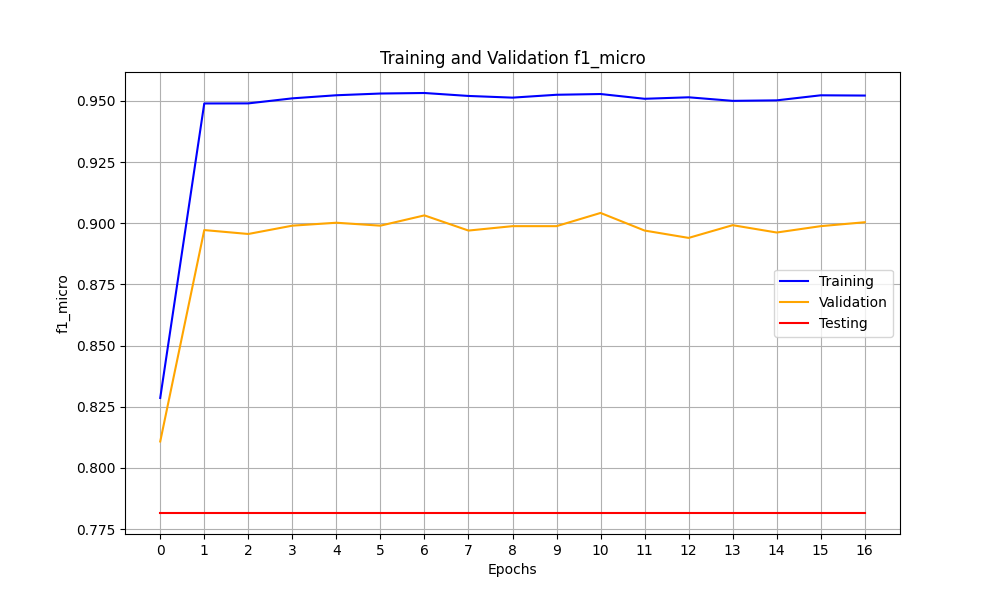 Training and Validation f1_micro
f1_micro
0.950
0.925
0.900
0.875
0.850
0.825
0.800
0.775
Training
Validation
Testing
0 1 2 3 4 5 6 7 8 9 10 11 12 13 14 15 16
Epochs